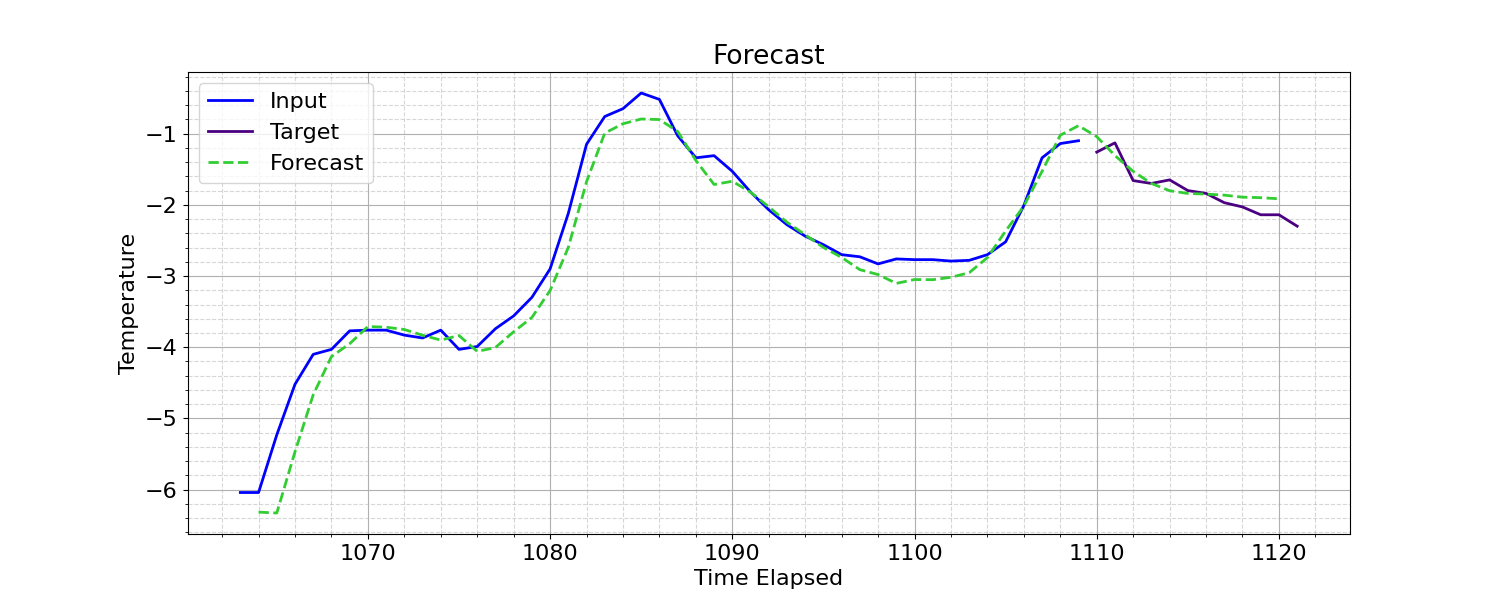 Forecast
Input
Target
Forecast
Temperature
−1
−2
−3
−4
−5
−6
1070 1080 1090 1100 1110 1120
Time Elapsed